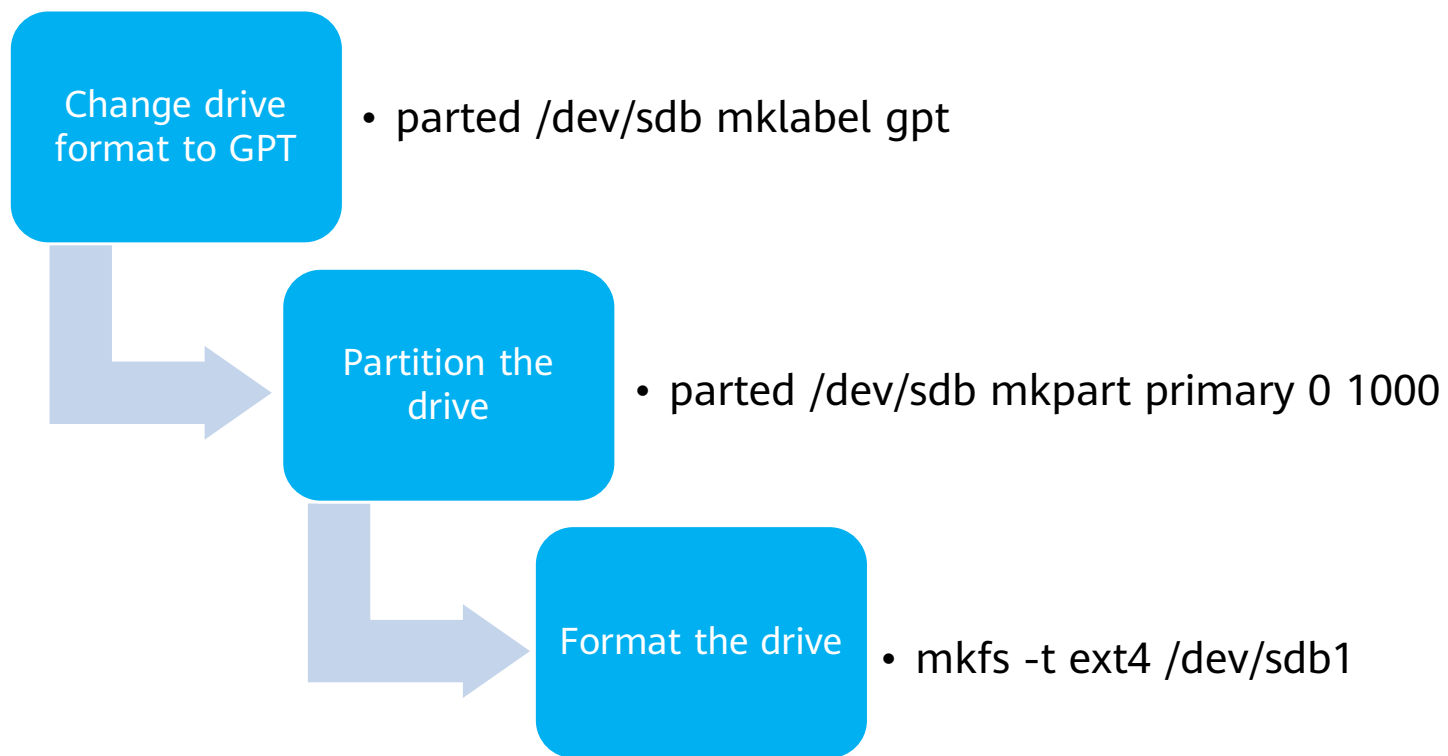 Change drive
format to GPT
• parted /dev/sdb mklabel gpt
Partition the
drive
• parted /dev/sdb mkpart primary 0 1000
Format the drive
• mkfs -t ext4 /dev/sdb1